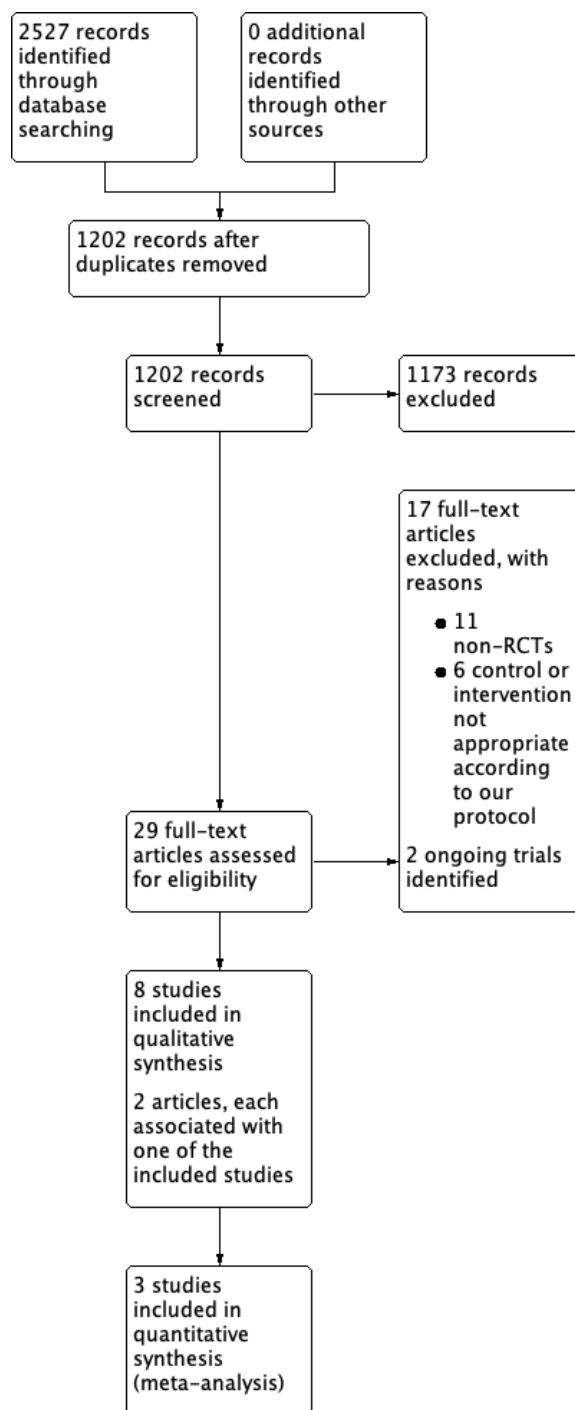 2527 records
identified
through
database
searching
0 additional
records
identified
through other
sources
1202 records after
duplicates removed
1202 records
screened
1173 records
excluded
17 full-text
articles
excluded, with
reasons
● 11
non-RCTs
● 6 control or
intervention
not
appropriate
according
to our
protocol
2 ongoing trials
identified
29 full-text
articles assessed
for eligibility
8 studies
included in
qualitative
synthesis
2 articles, each
associated with
one of the
included studies
3 studies
included in
quantitative
synthesis
(meta-analysis)